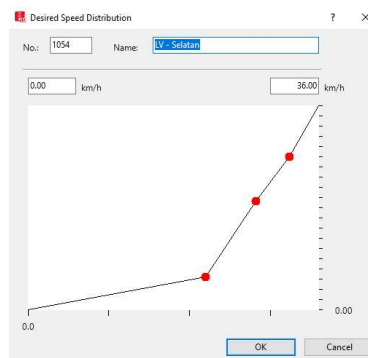 Desired Speed Distribution ? X
No.: 1054 Name: LV - Selatan
0.00 km/h 36.00 km/h
0.00
0.0
OK Cancel